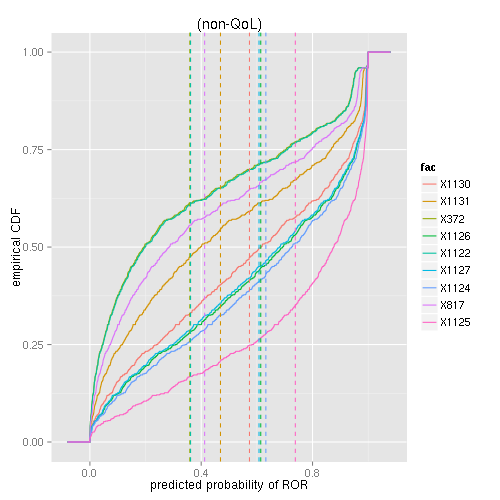 (non-QoL)
1.00
0.75
0.50
0.25
0.00
empirical CDF
0.0
0.4
0.8
predicted probability of ROR
fac
X1130
X1131
X372
X1126
X1122
X1127
X1124
X817
X1125